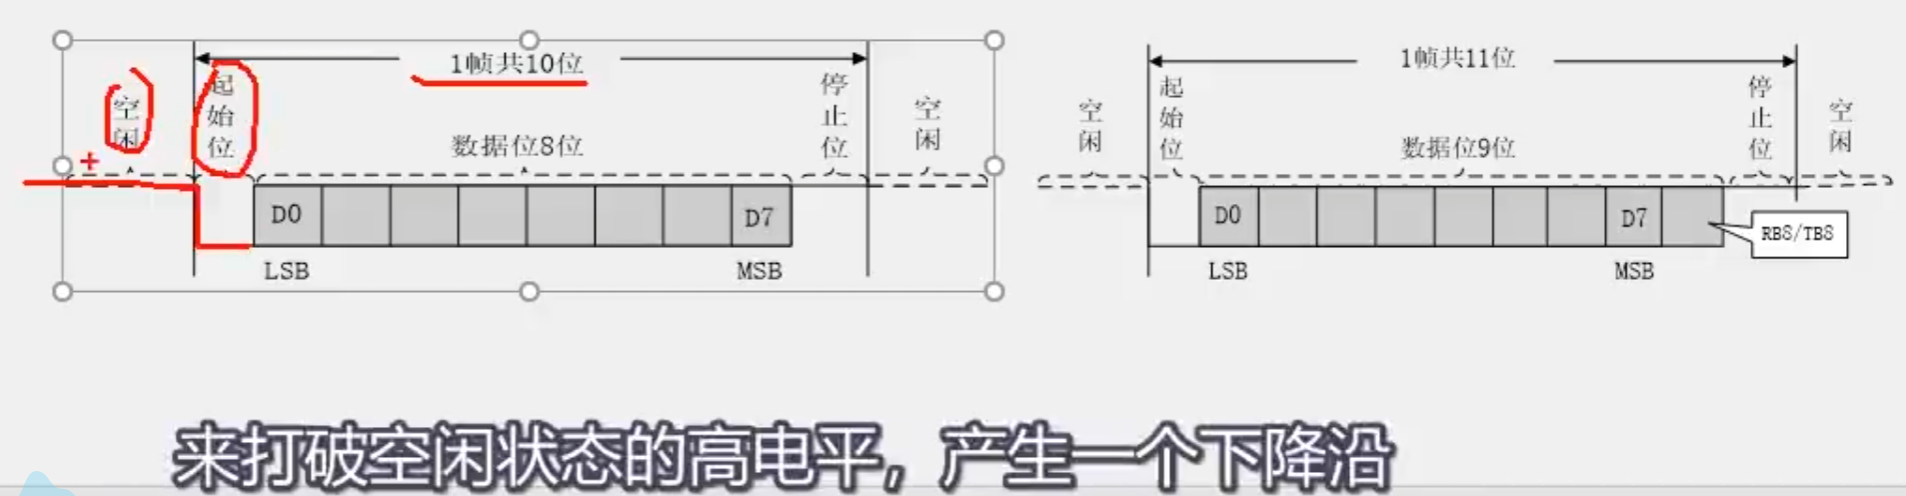 1帧共10位
空闲
起始位
数据位8位
停止位
空闲
D0
D7
LSB
MSB
1帧共11位
空闲
起始位
数据位9位
停止位
空闲
D0
D7
RB8/TB8
LSB
MSB
来打破空闲状态的高电平，产生一个下降沿